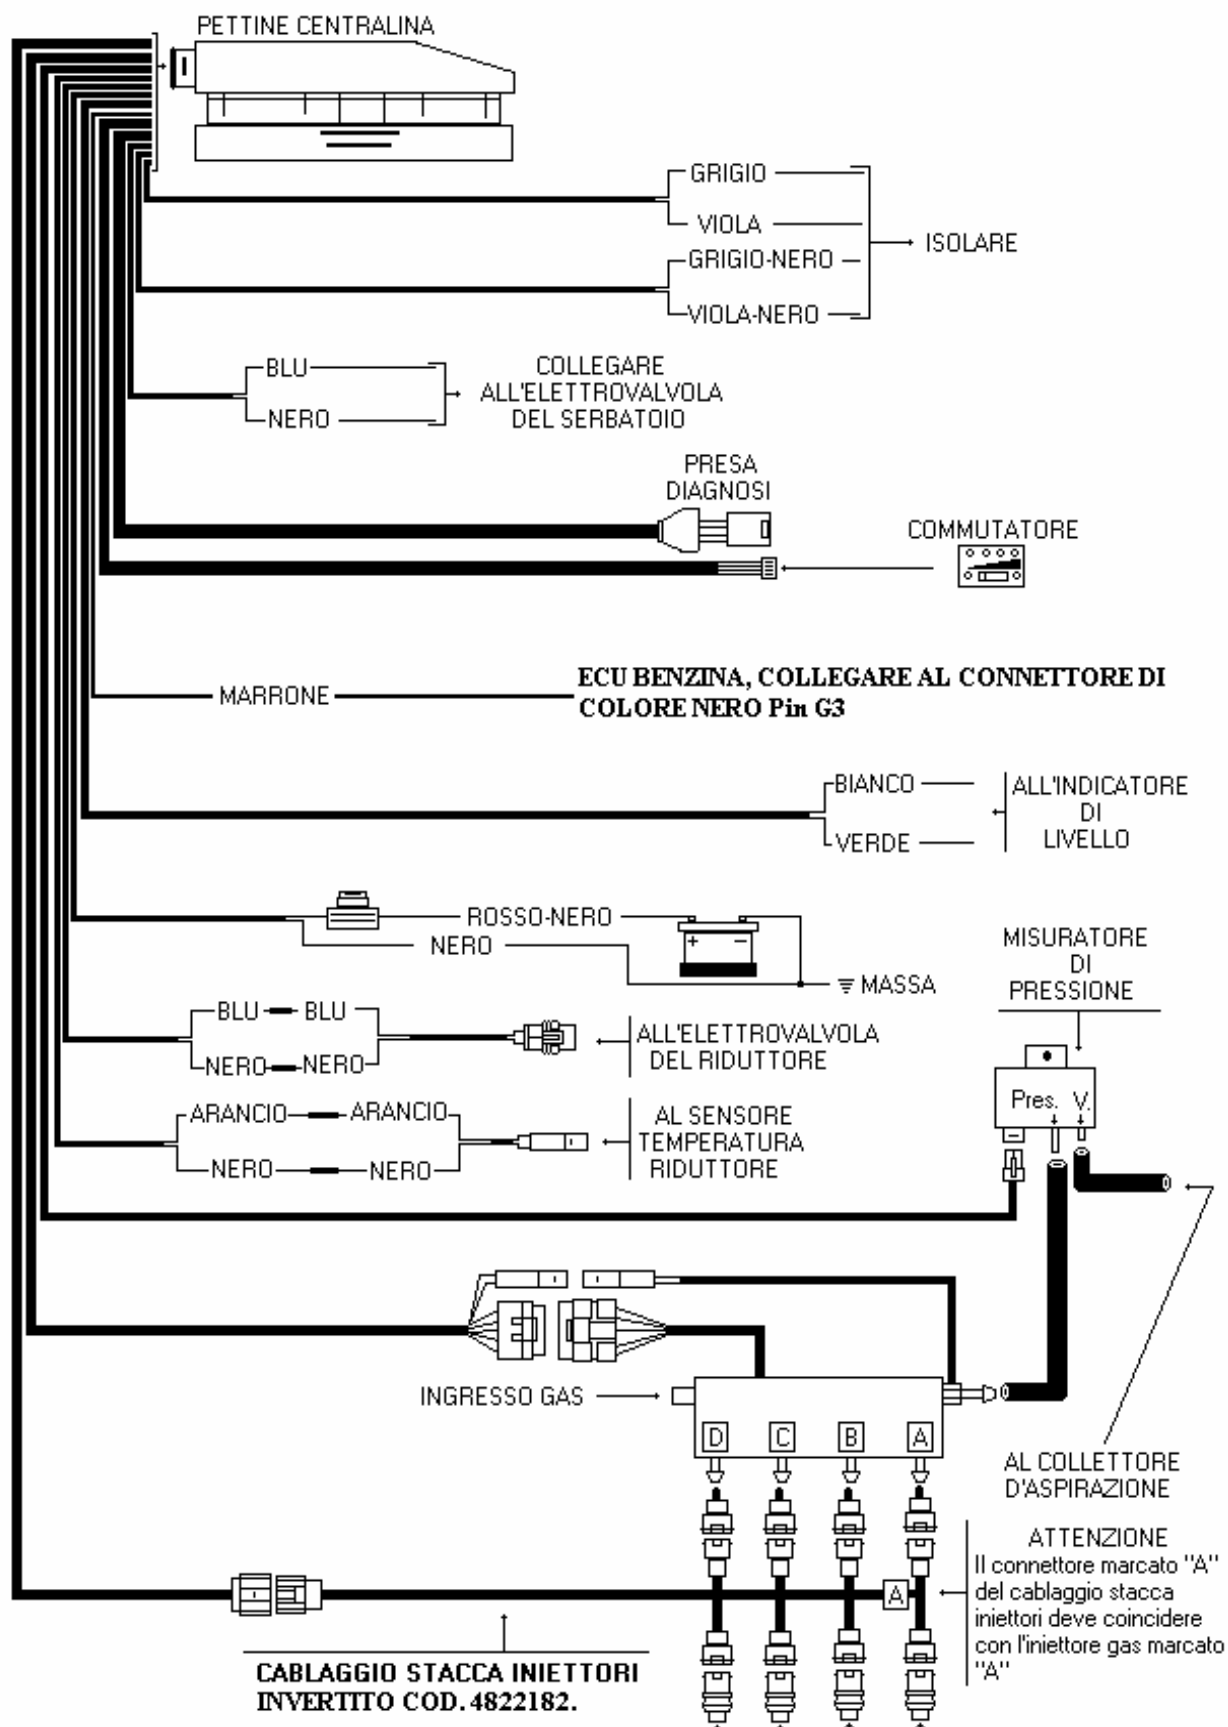 PETTINE CENTRALINA
GRIGIO
VIOLA
GRIGIO-NERO
VIOLA-NERO
ISOLARE
BLU
NERO
COLLEGARE
ALL'ELETTROVALVOLA
DEL SERBATOIO
PRESA
DIAGNOSI
COMMUTATORE
MARRONE
ECU BENZINA, COLLEGARE AL CONNETTORE DI
COLORE NERO Pin G3
BIANCO
VERDE
ALL'INDICATORE
DI
LIVELLO
ROSSO-NERO
NERO
+ −
MASSA
MISURATORE
DI
PRESSIONE
BLU BLU
NERO NERO
ALL'ELETTROVALVOLA
DEL RIDUTTORE
Pres. V.
ARANCIO ARANCIO
NERO NERO
AL SENSORE
TEMPERATURA
RIDUTTORE
INGRESSO GAS
D C B A
AL COLLETTORE
D'ASPIRAZIONE
A
ATTENZIONE
Il connettore marcato "A"
del cablaggio stacca
iniettori deve coincidere
con l'iniettore gas marcato
"A"
CABLAGGIO STACCA INIETTORI
INVERTITO COD. 4822182.